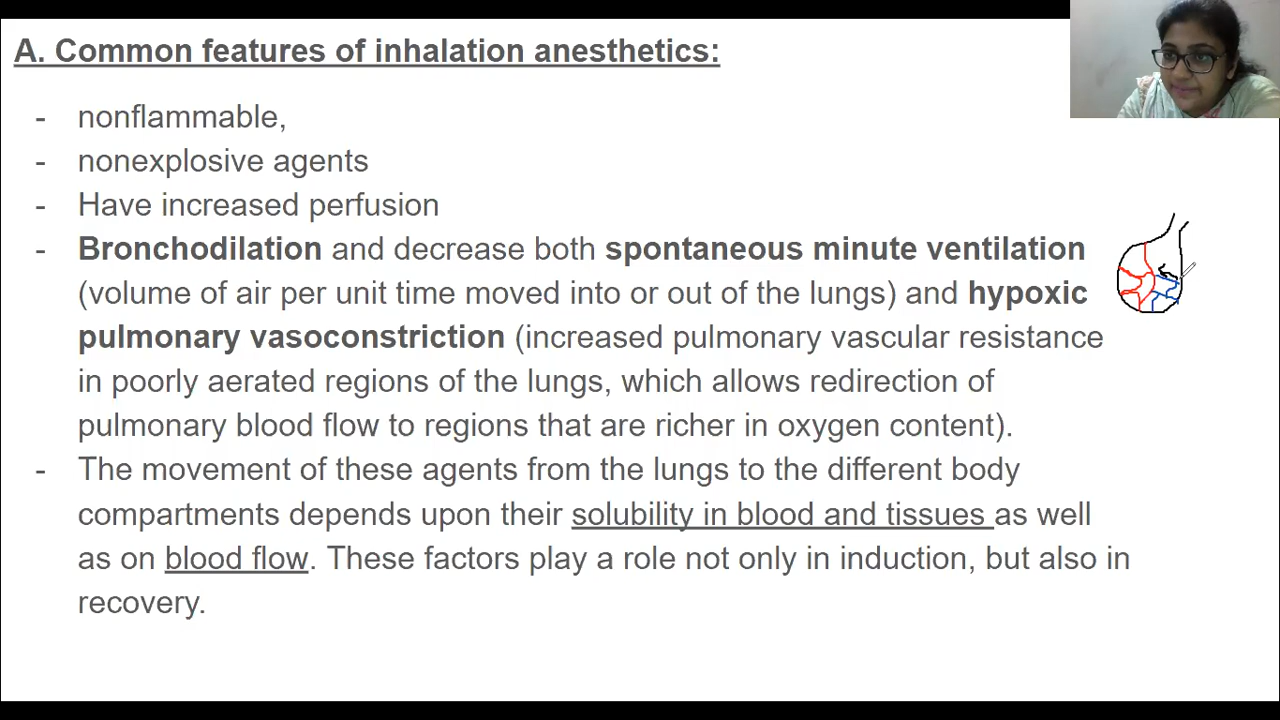 A. Common features of inhalation anesthetics:
- nonflammable,
- nonexplosive agents
- Have increased perfusion
- Bronchodilation and decrease both spontaneous minute ventilation
(volume of air per unit time moved into or out of the lungs) and hypoxic
pulmonary vasoconstriction (increased pulmonary vascular resistance
in poorly aerated regions of the lungs, which allows redirection of
pulmonary blood flow to regions that are richer in oxygen content).
- The movement of these agents from the lungs to the different body
compartments depends upon their solubility in blood and tissues as well
as on blood flow. These factors play a role not only in induction, but also in
recovery.